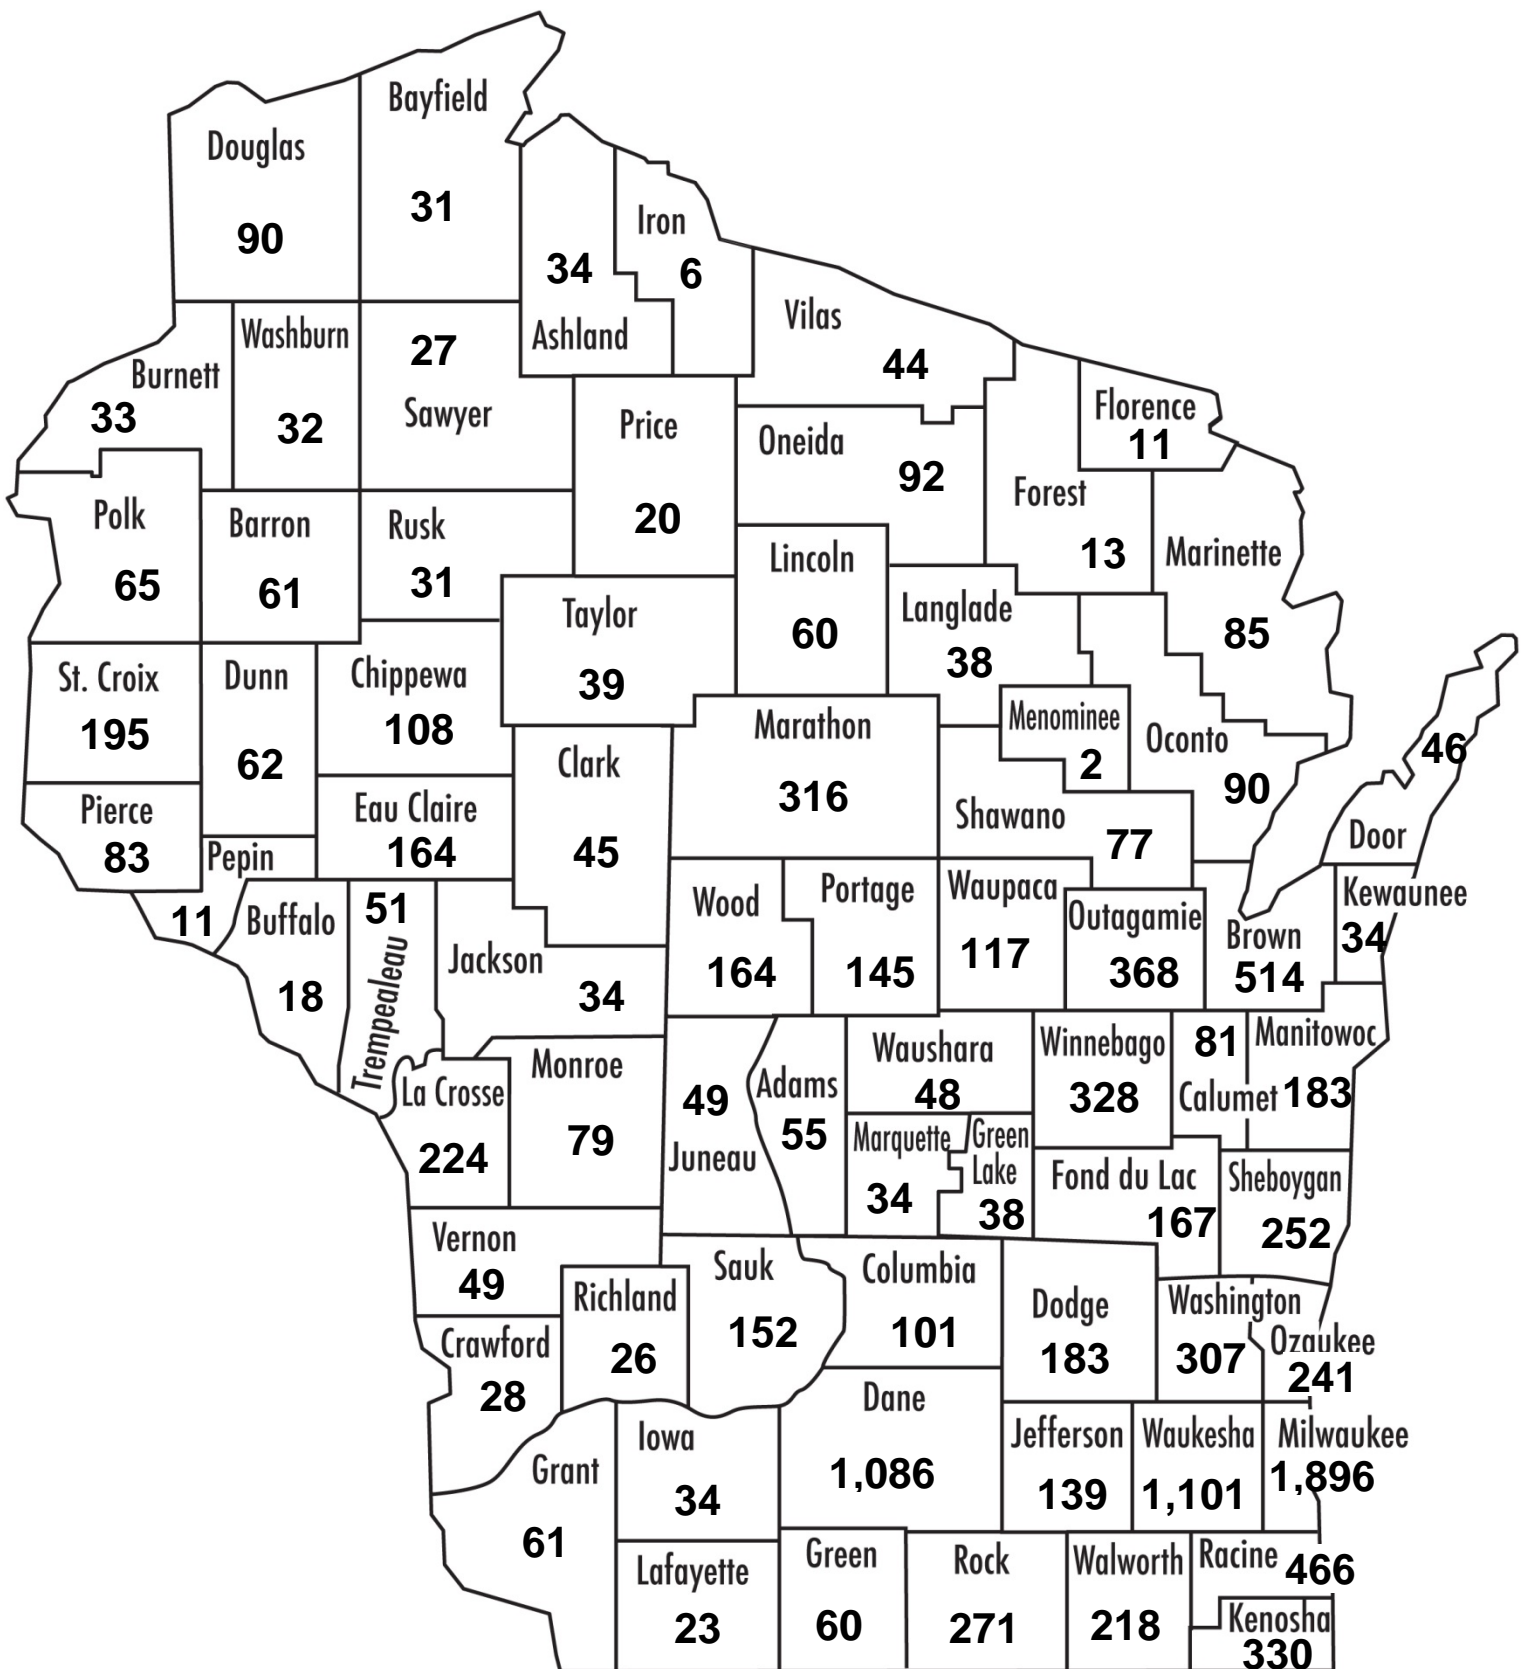 Bayfield
31
Douglas
90
Iron
6
34
Ashland
Vilas
44
Washburn
32
27
Sawyer
Burnett
33
Price
20
Oneida
92
Florence
11
Forest
13
Polk
65
Barron
61
Rusk
31
Lincoln
60
Marinette
85
Langlade
38
Taylor
39
St. Croix
195
Dunn
62
Chippewa
108
Marathon
316
Menominee
2
Oconto
90
Clark
45
46
Door
Pierce
83
Eau Claire
164
Shawano
77
Pepin
11
Buffalo
18
51
Trempealeau
Jackson
34
Wood
164
Portage
145
Waupaca
117
Outagamie
368
Brown
514
Kewaunee
34
La Crosse
224
Monroe
79
49
Juneau
Adams
55
Waushara
48
Winnebago
328
81
Calumet
Manitowoc
183
Marquette
34
Green
Lake
38
Fond du Lac
167
Sheboygan
252
Vernon
49
Richland
26
Sauk
152
Columbia
101
Dodge
183
Washington
307
Ozaukee
241
Crawford
28
Grant
61
Iowa
34
Dane
1,086
Jefferson
139
Waukesha
1,101
Milwaukee
1,896
Lafayette
23
Green
60
Rock
271
Walworth
218
Racine
466
Kenosha
330